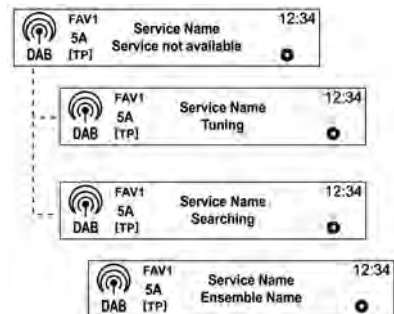 FAV1
12:34
Service Name
5A
Service not available
DAB
[TP]
FAV1
12:34
Service Name
5A
Tuning
DAB
[TP]
FAV1
12:34
Service Name
5A
Searching
DAB
[TP]
FAV1
12:34
Service Name
5A
Ensemble Name
DAB
[TP]